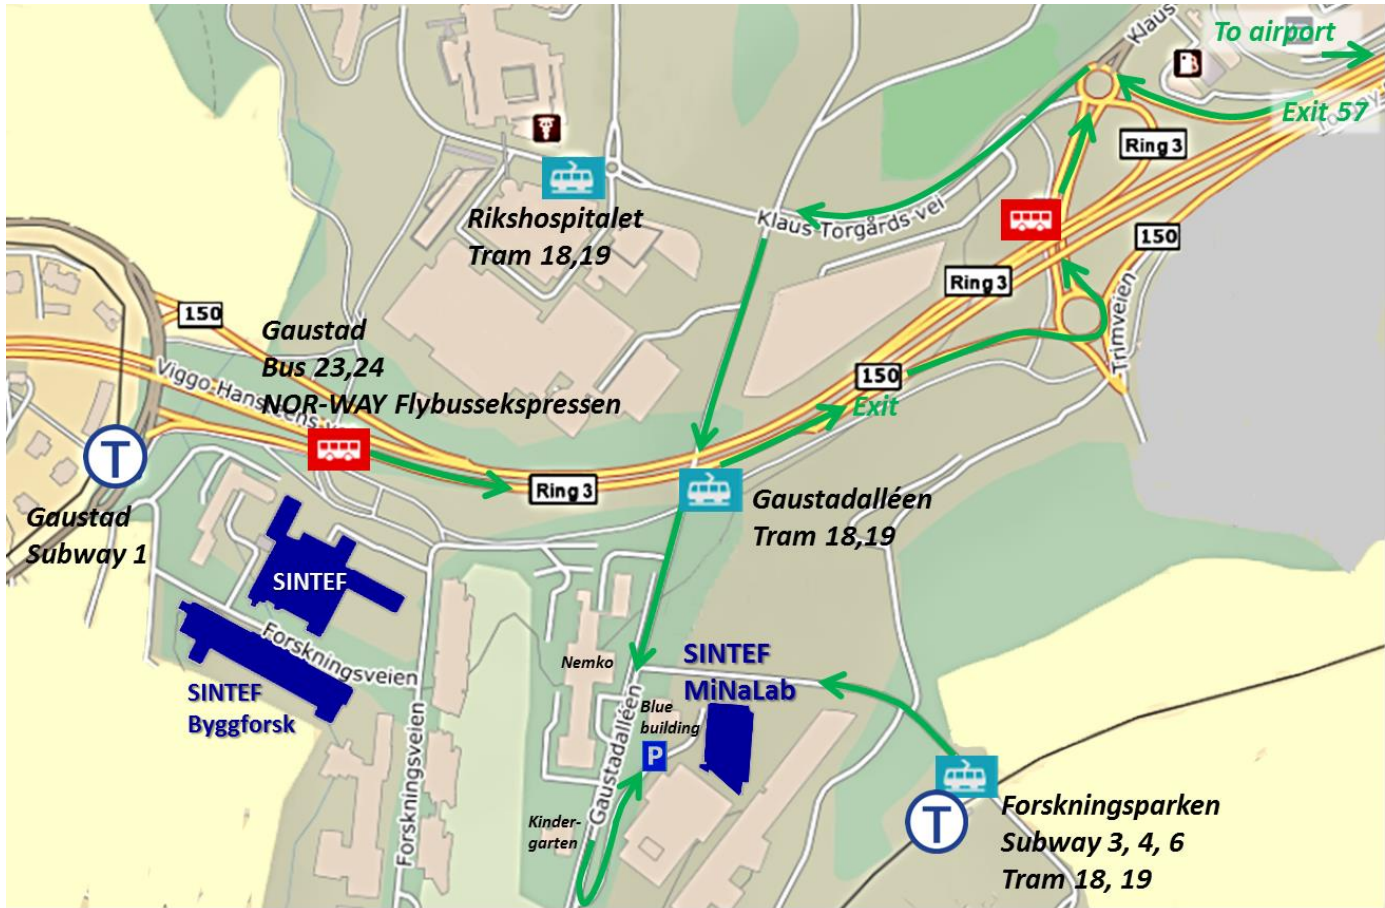 Klaus
To airport
Exit 57
Ring 3
Rikshospitalet
Tram 18,19
Klaus Torgårds vei
150
Ring 3
Trimveien
150
Gaustad
Bus 23,24
NOR-WAY Flybussekspressen
Viggo Hansteens
150
Exit
T
Ring 3
Gaustadalléen
Tram 18,19
Gaustad
Subway 1
SINTEF
Forskningsveien
SINTEF
Byggforsk
Nemko
SINTEF
MiNaLab
Blue
building
P
Gaustadalléen
Forskningsveien
Kinder-
garten
T
Forskningsparken
Subway 3, 4, 6
Tram 18, 19